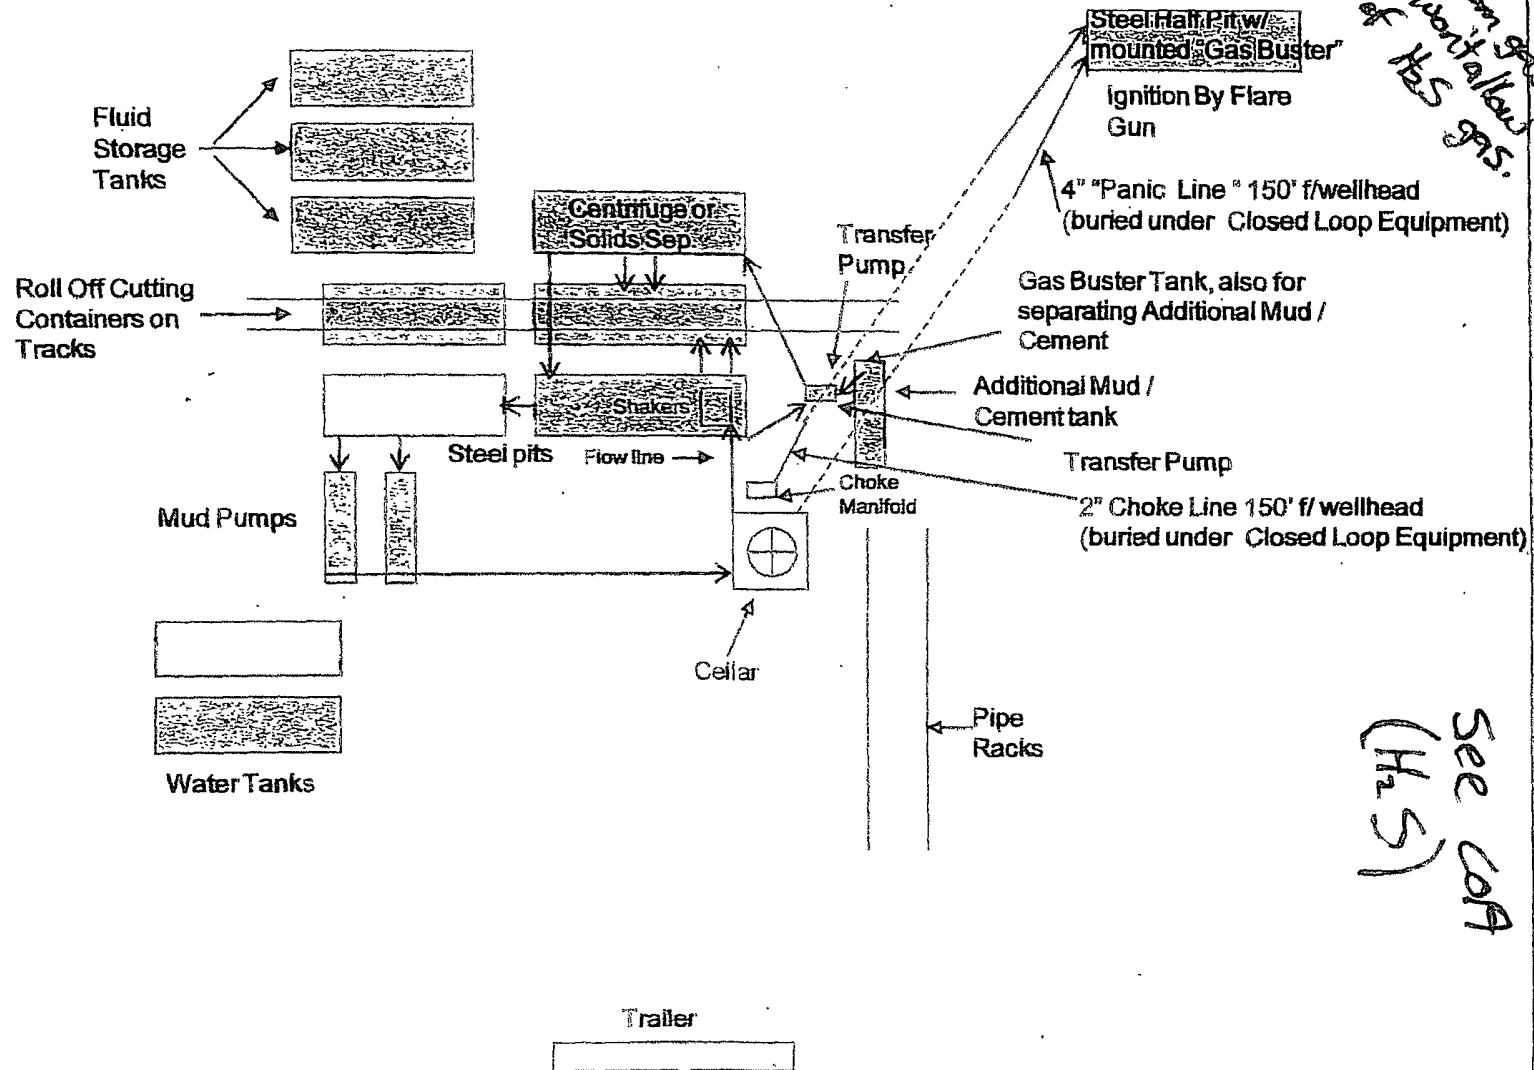 Steel Half Pit w/
mounted "Gas Buster"
Ignition By Flare
Gun
won't allow
of H2S gas.
Fluid
Storage
Tanks
4" "Panic Line " 150' f/wellhead
(buried under Closed Loop Equipment)
Centrifuge or
Solids Sep
Transfer
Pump
Roll Off Cutting
Containers on
Tracks
Gas Buster Tank, also for
separating Additional Mud /
Cement
Additional Mud /
Cement tank
Shakers
Steel pits
Flow line
Transfer Pump
Choke
Manifold
2" Choke Line 150' f/ wellhead
(buried under Closed Loop Equipment)
Mud Pumps
Cellar
Pipe
Racks
Water Tanks
See COA
(H2S)
Trailer